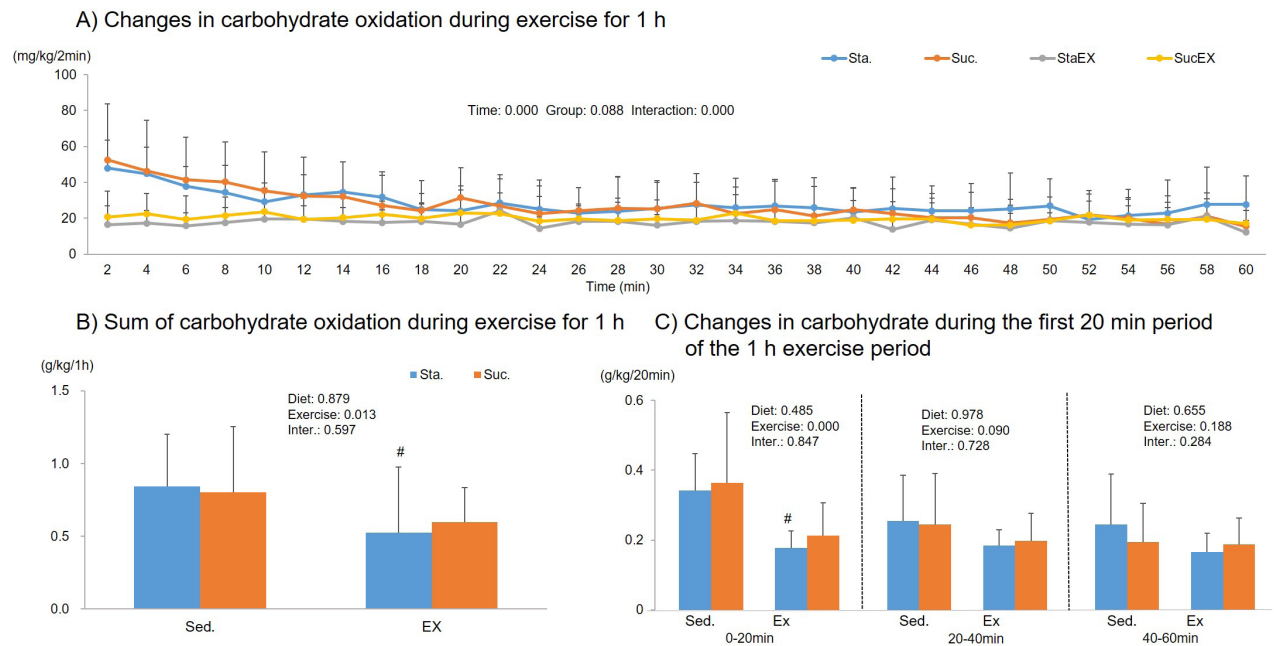 A) Changes in carbohydrate oxidation during exercise for 1 h
(mg/kg/2min)
Sta. Suc. StaEX SucEX
100
80
60
40
20
0
Time: 0.000 Group: 0.088 Interaction: 0.000
2 4 6 8 10 12 14 16 18 20 22 24 26 28 30 32 34 36 38 40 42 44 46 48 50 52 54 56 58 60
Time (min)
B) Sum of carbohydrate oxidation during exercise for 1 h
(g/kg/1h)
Sta. Suc.
1.5
1.0
0.5
0.0
Diet: 0.879
Exercise: 0.013
Inter.: 0.597
#
Sed. EX
C) Changes in carbohydrate during the first 20 min period
of the 1 h exercise period
(g/kg/20min)
0.6
0.4
0.2
0
Diet: 0.485
Exercise: 0.000
Inter.: 0.847
#
Diet: 0.978
Exercise: 0.090
Inter.: 0.728
Diet: 0.655
Exercise: 0.188
Inter.: 0.284
Sed. Ex Sed. Ex Sed. Ex
0-20min 20-40min 40-60min